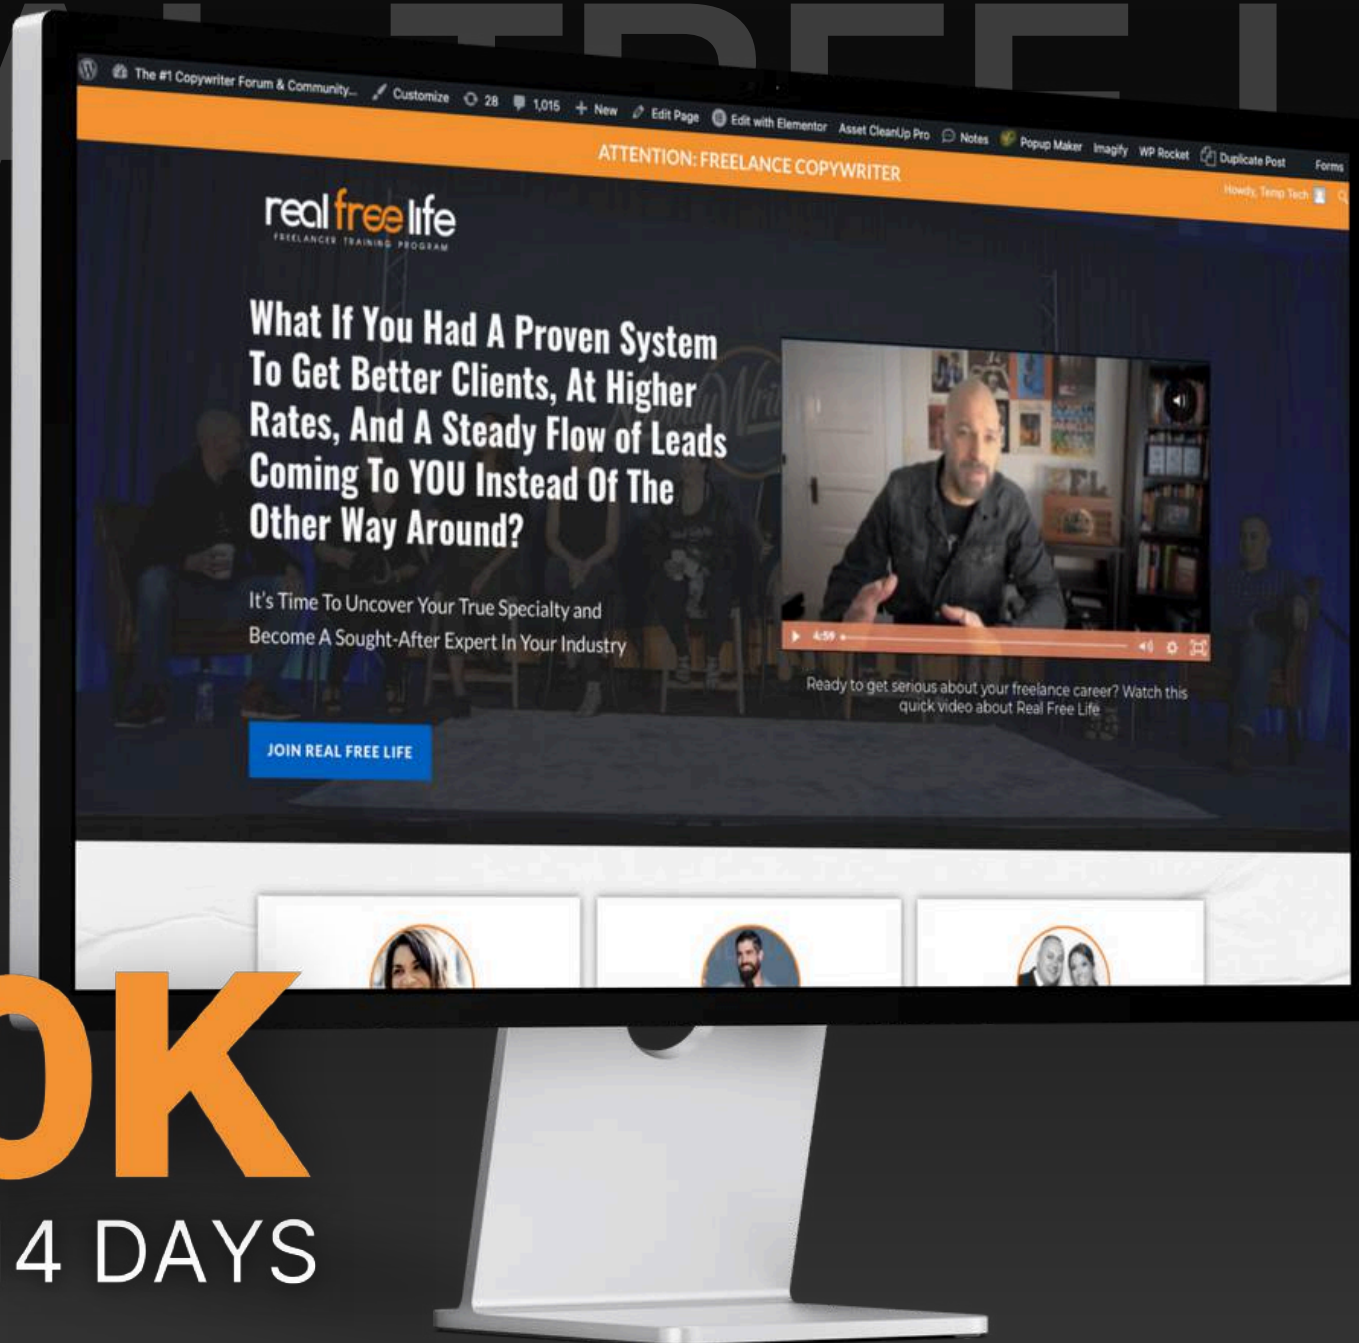 The #1 Copywriter Forum & Community... Customize 28 1,015 + New Edit Page Edit with Elementor Asset CleanUp Pro Notes Popup Maker Imagify WP Rocket Duplicate Post Forms
Howdy, Temp Tech
ATTENTION: FREELANCE COPYWRITER
real free life
FREELANCER TRAINING PROGRAM
What If You Had A Proven System
To Get Better Clients, At Higher
Rates, And A Steady Flow of Leads
Coming To YOU Instead Of The
Other Way Around?
It's Time To Uncover Your True Specialty and
Become A Sought-After Expert In Your Industry
JOIN REAL FREE LIFE
4:59
Ready to get serious about your freelance career? Watch this
quick video about Real Free Life
0K
14 DAYS